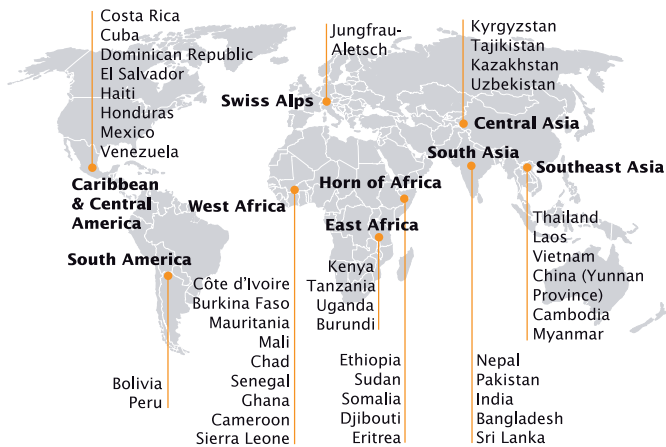 Costa Rica
Cuba
Dominican Republic
El Salvador
Haiti
Honduras
Mexico
Venezuela
Caribbean
& Central
America
South America
Bolivia
Peru
Jungfrau-
Aletsch
Swiss Alps
West Africa
Côte d'Ivoire
Burkina Faso
Mauritania
Mali
Chad
Senegal
Ghana
Cameroon
Sierra Leone
Horn of Africa
East Africa
Kenya
Tanzania
Uganda
Burundi
Ethiopia
Sudan
Somalia
Djibouti
Eritrea
Kyrgyzstan
Tajikistan
Kazakhstan
Uzbekistan
Central Asia
South Asia
Nepal
Pakistan
India
Bangladesh
Sri Lanka
Southeast Asia
Thailand
Laos
Vietnam
China (Yunnan
Province)
Cambodia
Myanmar